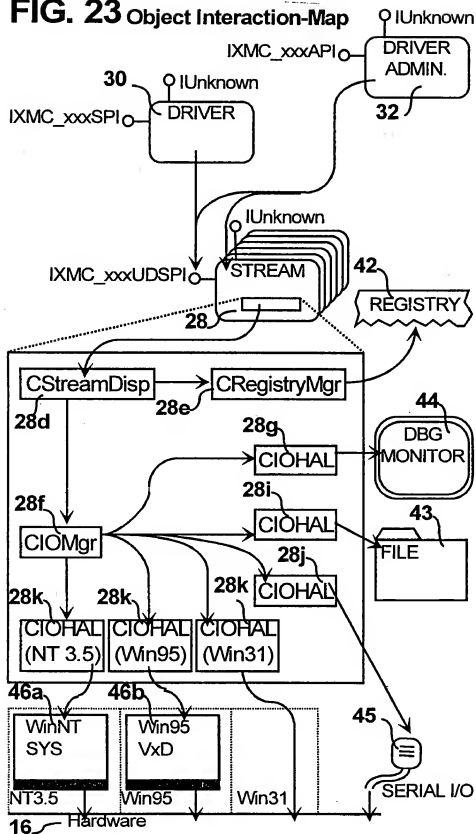 FIG. 23 Object Interaction-Map
IUnknown
IXMC_xxxAPI
DRIVER
ADMIN.
32
30
IUnknown
IXMC_xxxSPI
DRIVER
IUnknown
IXMC_xxxUDSPI
STREAM
28
42
REGISTRY
CStreamDisp
28d
CRegistryMgr
28e
28g
CIOHAL
44
DBG
MONITOR
28f
CIOMgr
28i
CIOHAL
43
FILE
28j
CIOHAL
28k
CIOHAL
(NT 3.5)
28k
CIOHAL
(Win95)
28k
CIOHAL
(Win31)
46a
WinNT
SYS
NT3.5
46b
Win95
VxD
Win95
Win31
45
SERIAL I/O
16
Hardware